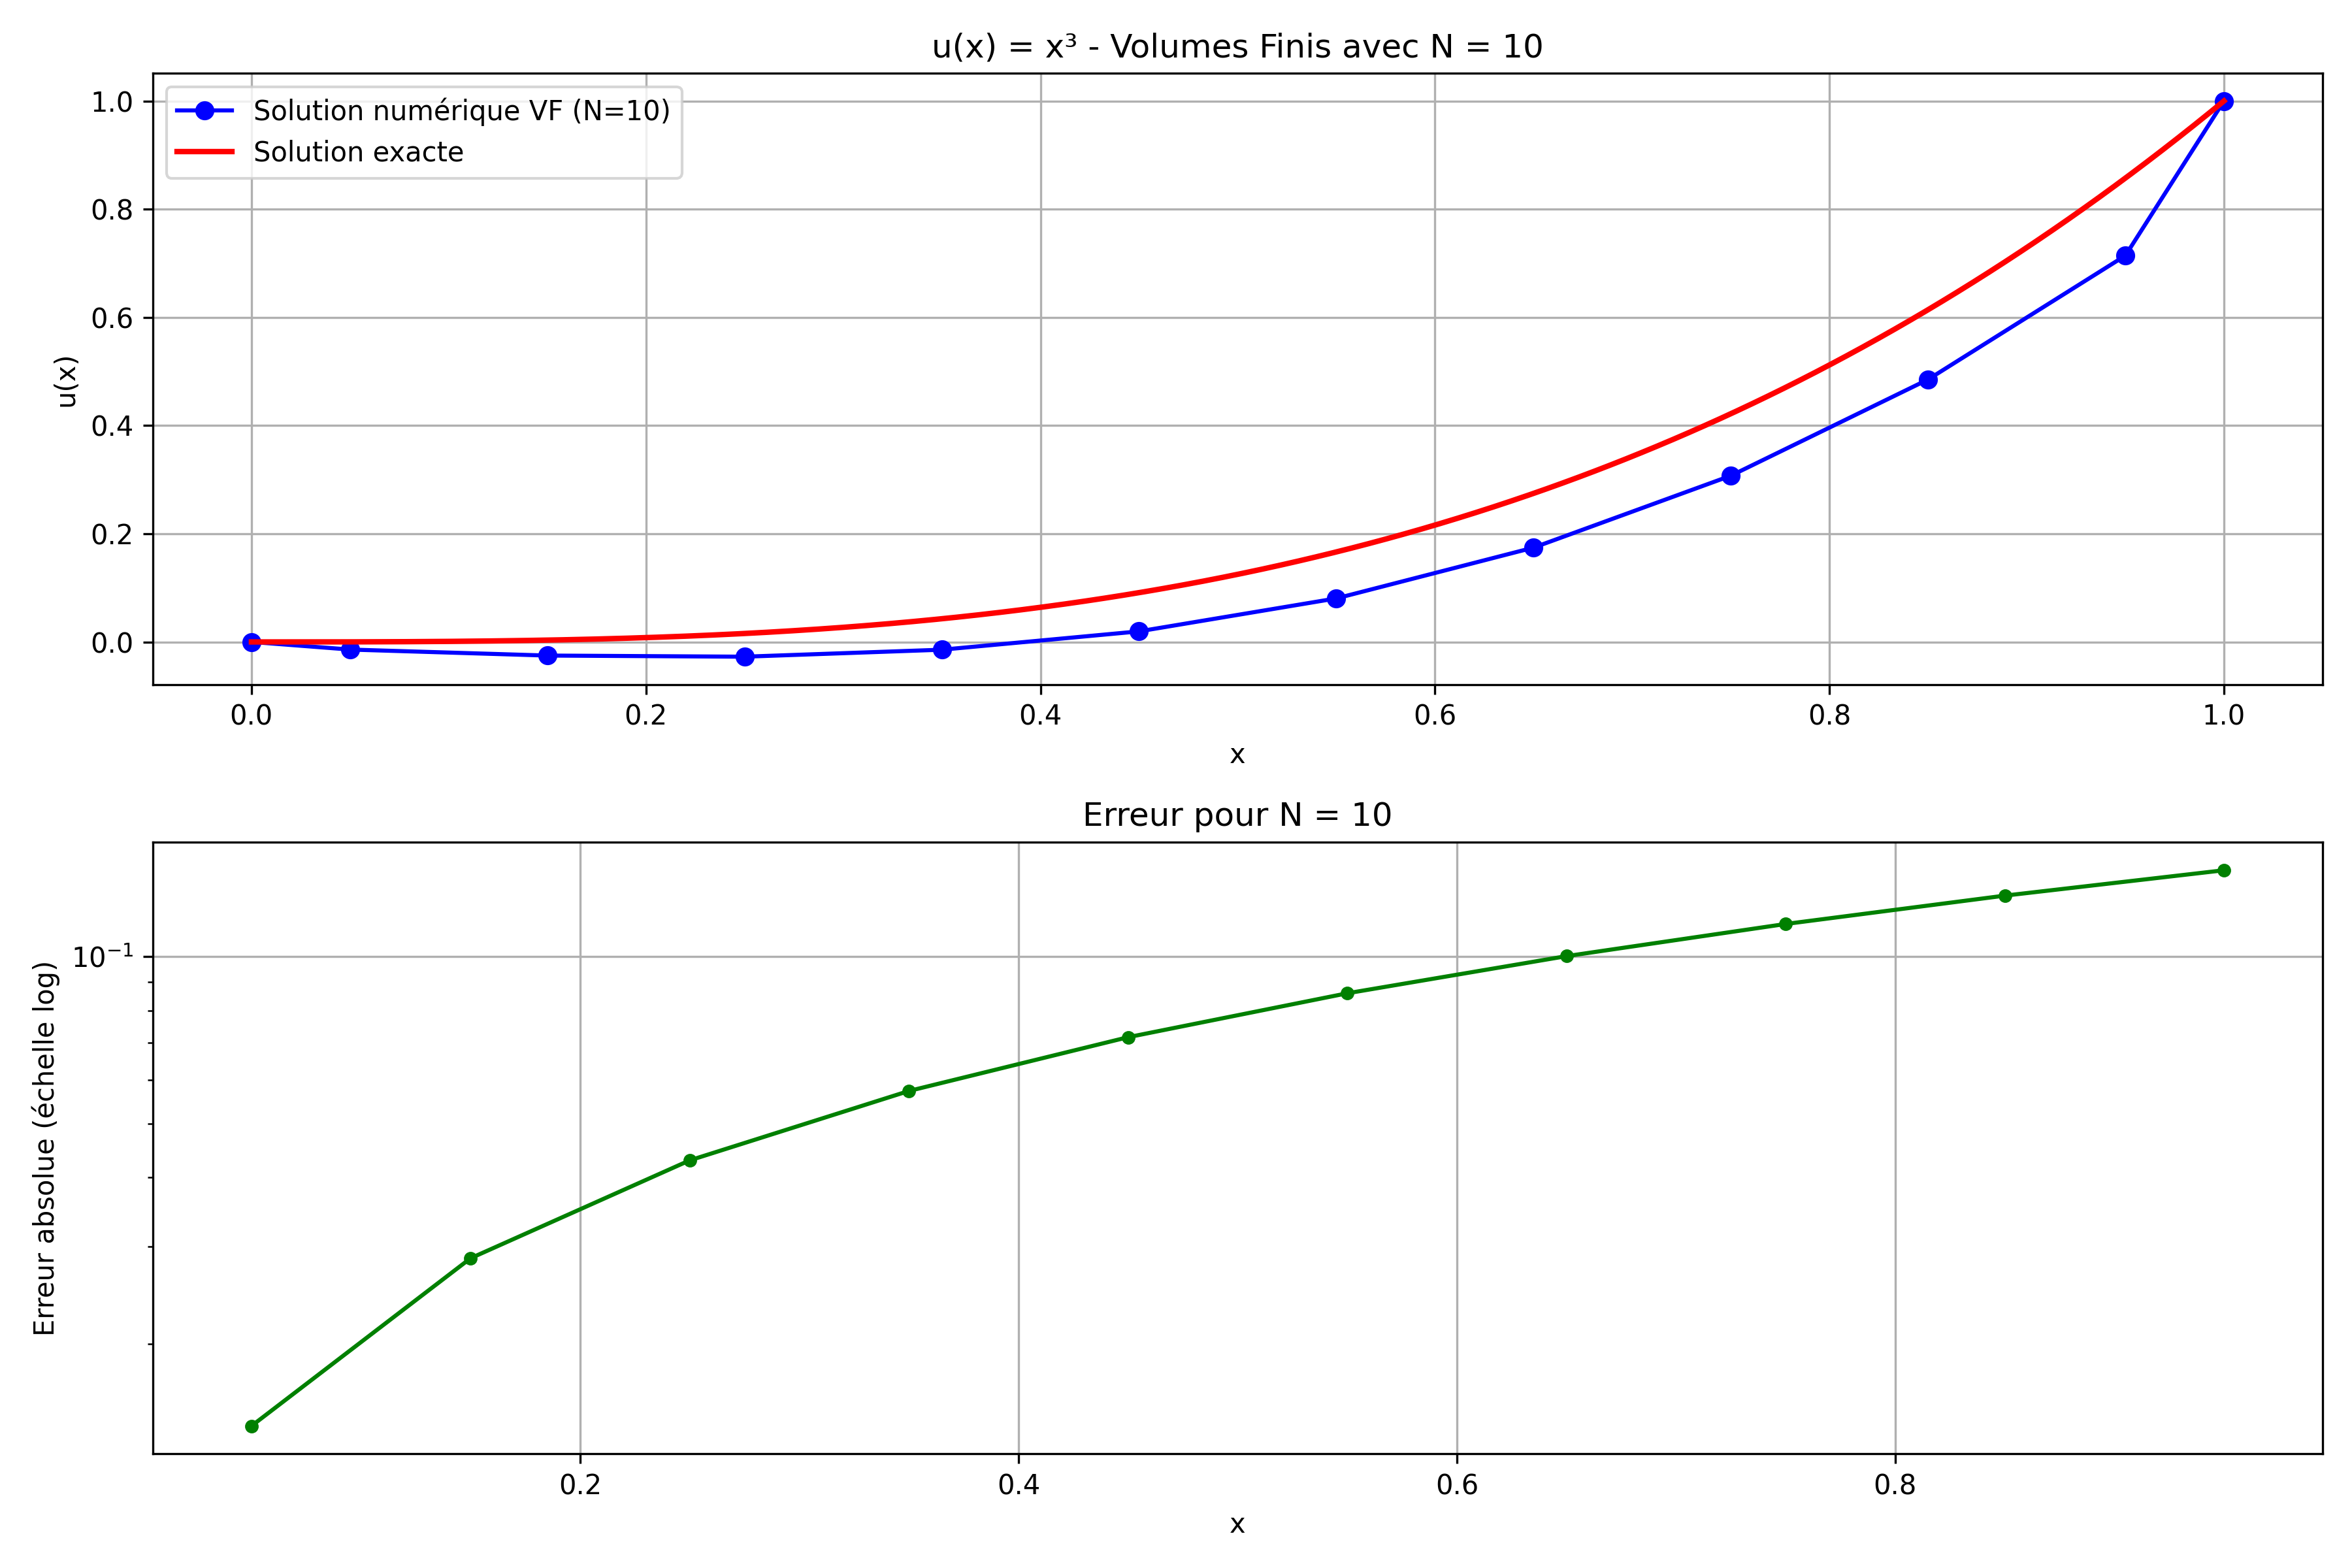 u(x) = x³ - Volumes Finis avec N = 10
Solution numérique VF (N=10)
Solution exacte
1.0
0.8
0.6
0.4
0.2
0.0
u(x)
0.0 0.2 0.4 0.6 0.8 1.0
x
Erreur pour N = 10
10⁻¹
Erreur absolue (échelle log)
0.2 0.4 0.6 0.8
x